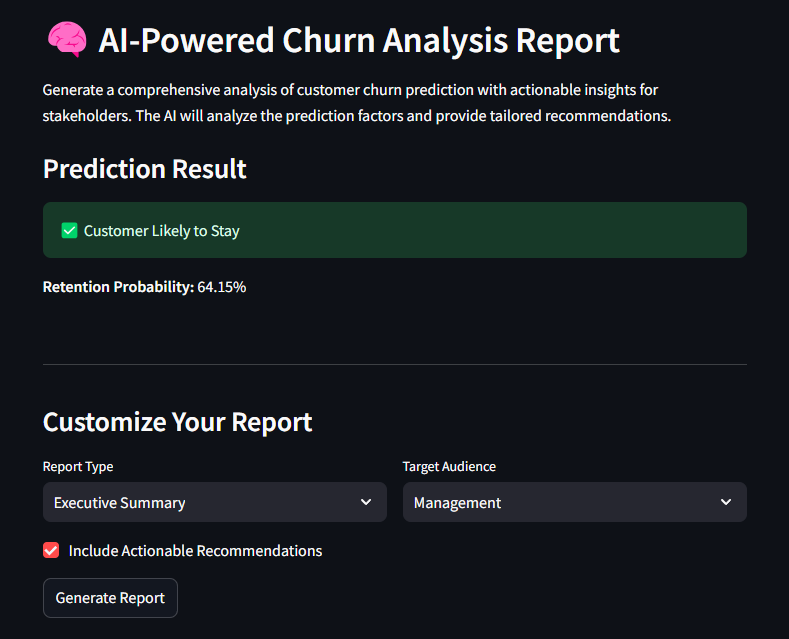 🧠 AI-Powered Churn Analysis Report
Generate a comprehensive analysis of customer churn prediction with actionable insights for
stakeholders. The AI will analyze the prediction factors and provide tailored recommendations.
Prediction Result
✅ Customer Likely to Stay
Retention Probability: 64.15%
Customize Your Report
Report Type
Target Audience
Executive Summary
Management
Include Actionable Recommendations
Generate Report